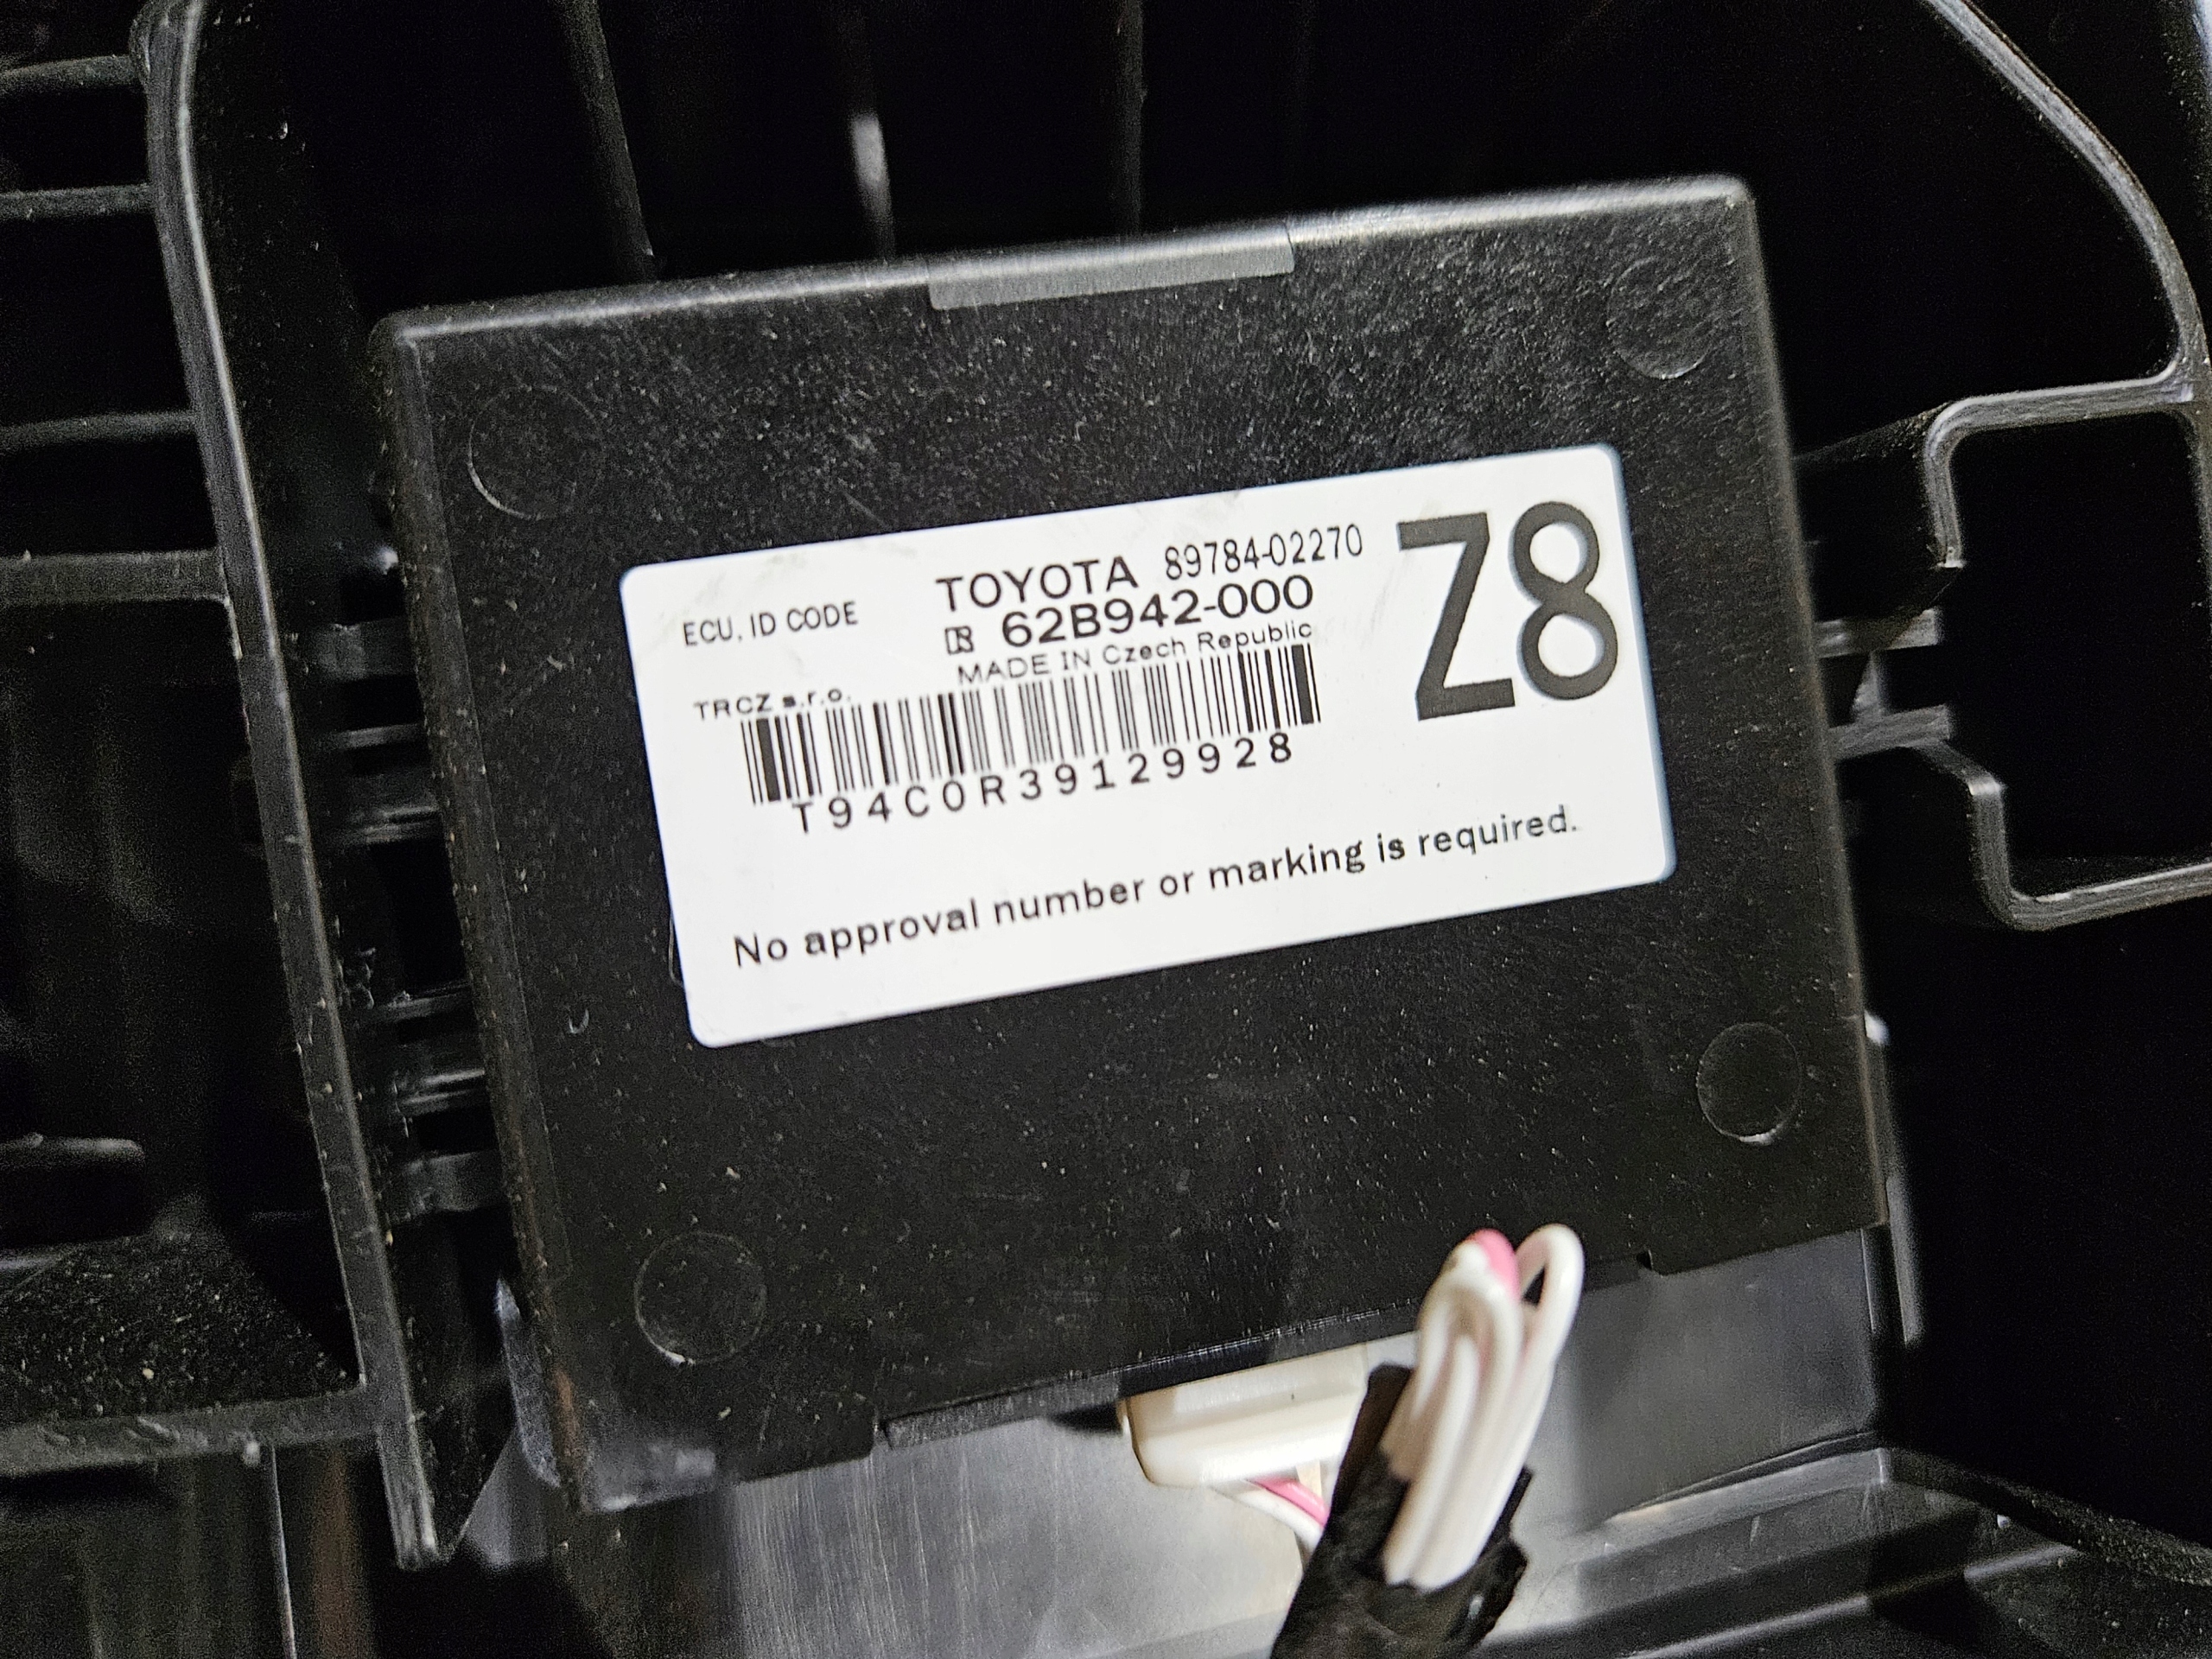 TOYOTA 89784-02270
Z8
ECU, ID CODE
R 62B942-000
MADE IN Czech Republic
TRCZ s.r.o.
T94C0R39129928
No approval number or marking is required.